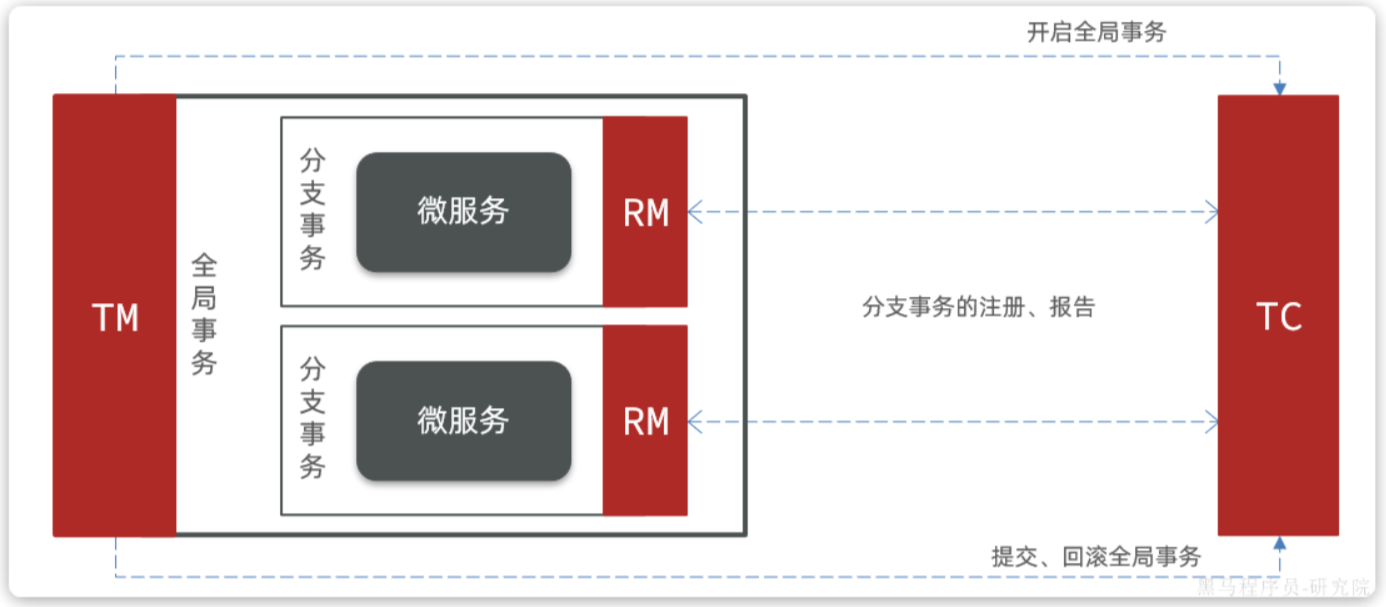 开启全局事务
TM
全局事务
分支事务
微服务
RM
分支事务的注册、报告
TC
分支事务
微服务
RM
提交、回滚全局事务
黑马程序员-研究院